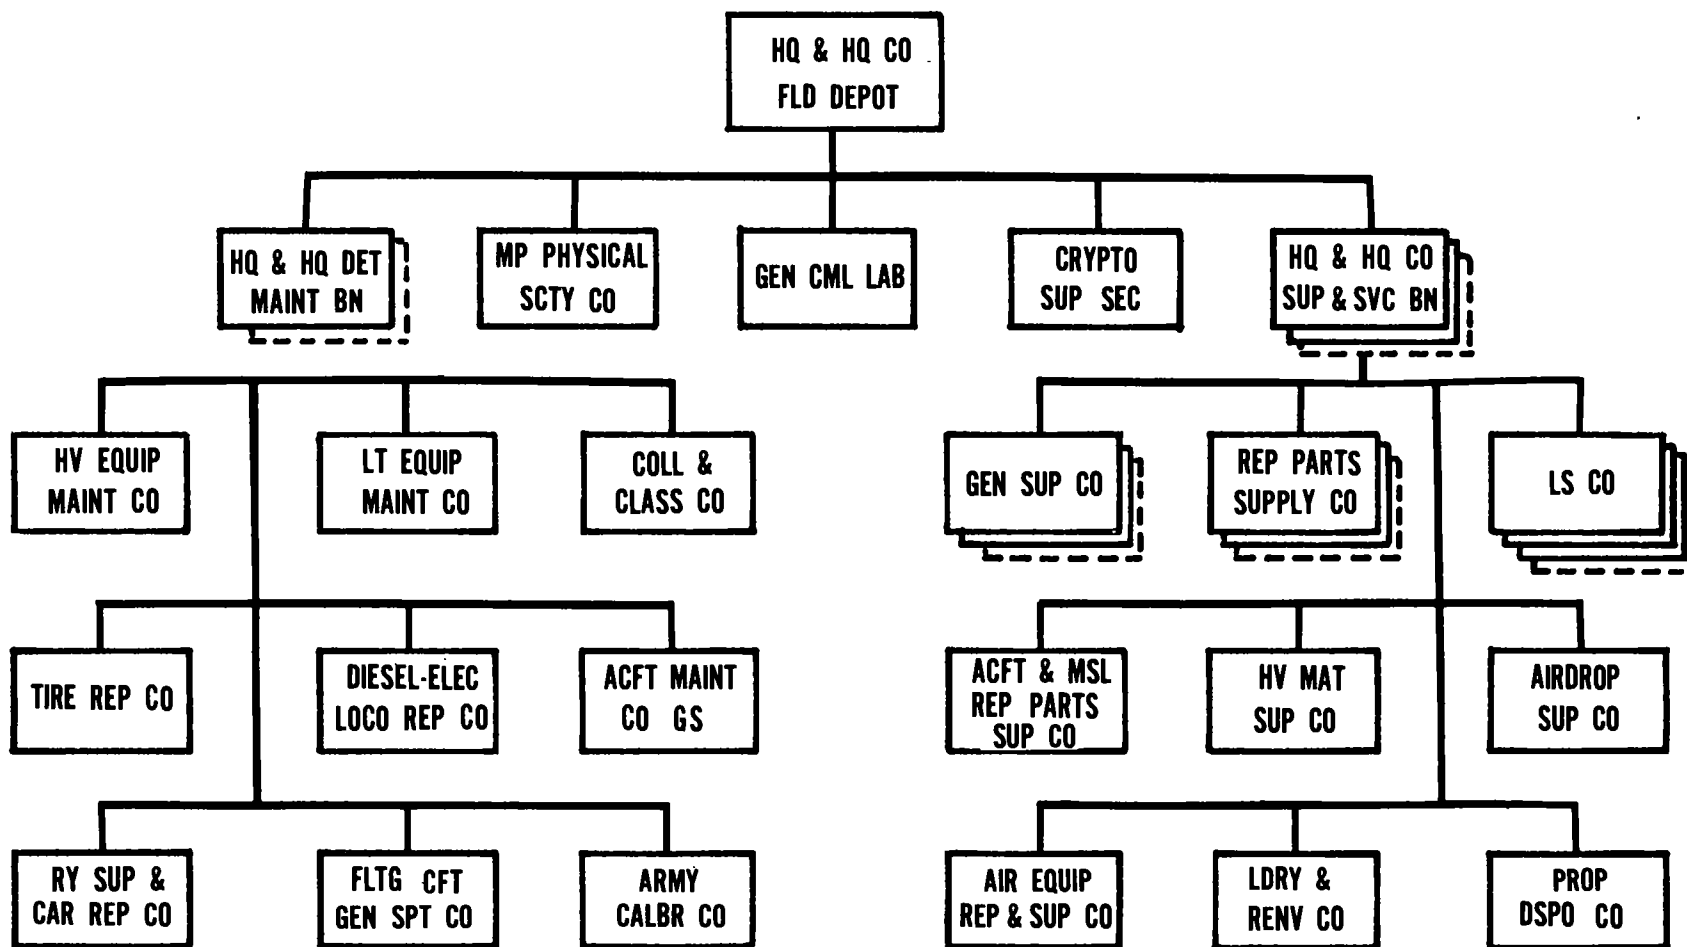 HQ & HQ CO
FLD DEPOT
HQ & HQ DET
MAINT BN
MP PHYSICAL
SCTY CO
GEN CML LAB
CRYPTO
SUP SEC
HQ & HQ CO
SUP & SVC BN
HV EQUIP
MAINT CO
LT EQUIP
MAINT CO
COLL &
CLASS CO
GEN SUP CO
REP PARTS
SUPPLY CO
LS CO
TIRE REP CO
DIESEL-ELEC
LOCO REP CO
ACFT MAINT
CO GS
ACFT & MSL
REP PARTS
SUP CO
HV MAT
SUP CO
AIRDROP
SUP CO
RY SUP &
CAR REP CO
FLTG CFT
GEN SPT CO
ARMY
CALBR CO
AIR EQUIP
REP & SUP CO
LDRY &
RENV CO
PROP
DSPO CO